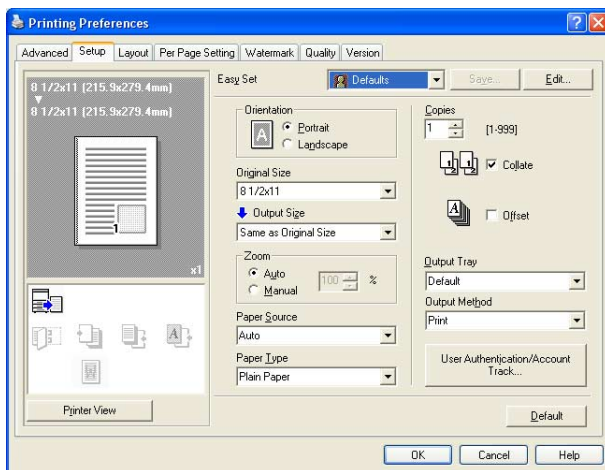 Printing Preferences
Advanced Setup Layout Per Page Setting Watermark Quality Version
8 1/2x11 (215.9x279.4mm)
8 1/2x11 (215.9x279.4mm)
1
x1
Printer View
Easy Set Defaults Save... Edit...
Orientation
A
Portrait
Landscape
Original Size
8 1/2x11
Output Size
Same as Original Size
Zoom
Auto
Manual
100 %
Paper Source
Auto
Paper Type
Plain Paper
Copies
1 [1-999]
Collate
Offset
Output Tray
Default
Output Method
Print
User Authentication/Account
Track...
Default
OK Cancel Help